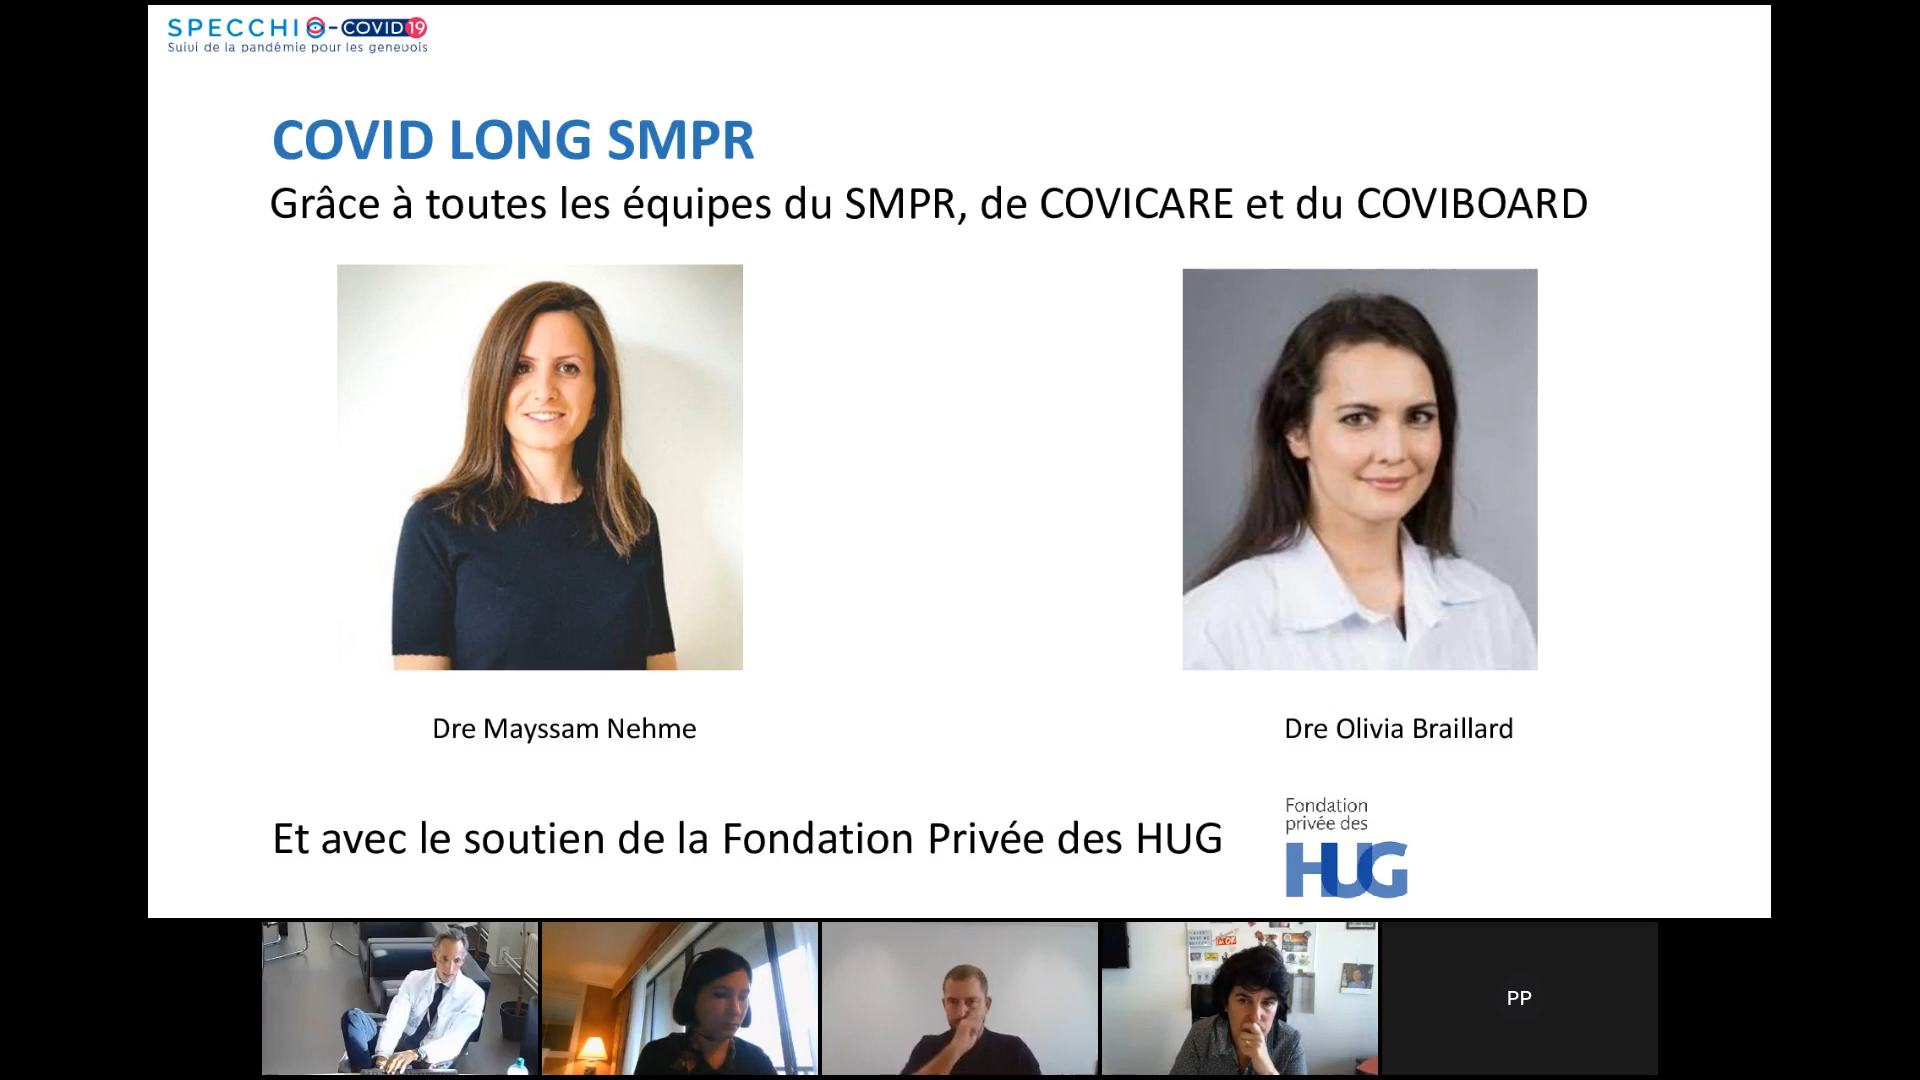 SPECCHIO-COVID19
Suivi de la pandémie pour les genevois
COVID LONG SMPR
Grâce à toutes les équipes du SMPR, de COVICARE et du COVIBOARD
Dre Mayssam Nehme
Dre Olivia Braillard
Et avec le soutien de la Fondation Privée des HUG
Fondation
privée des
HUG
PP